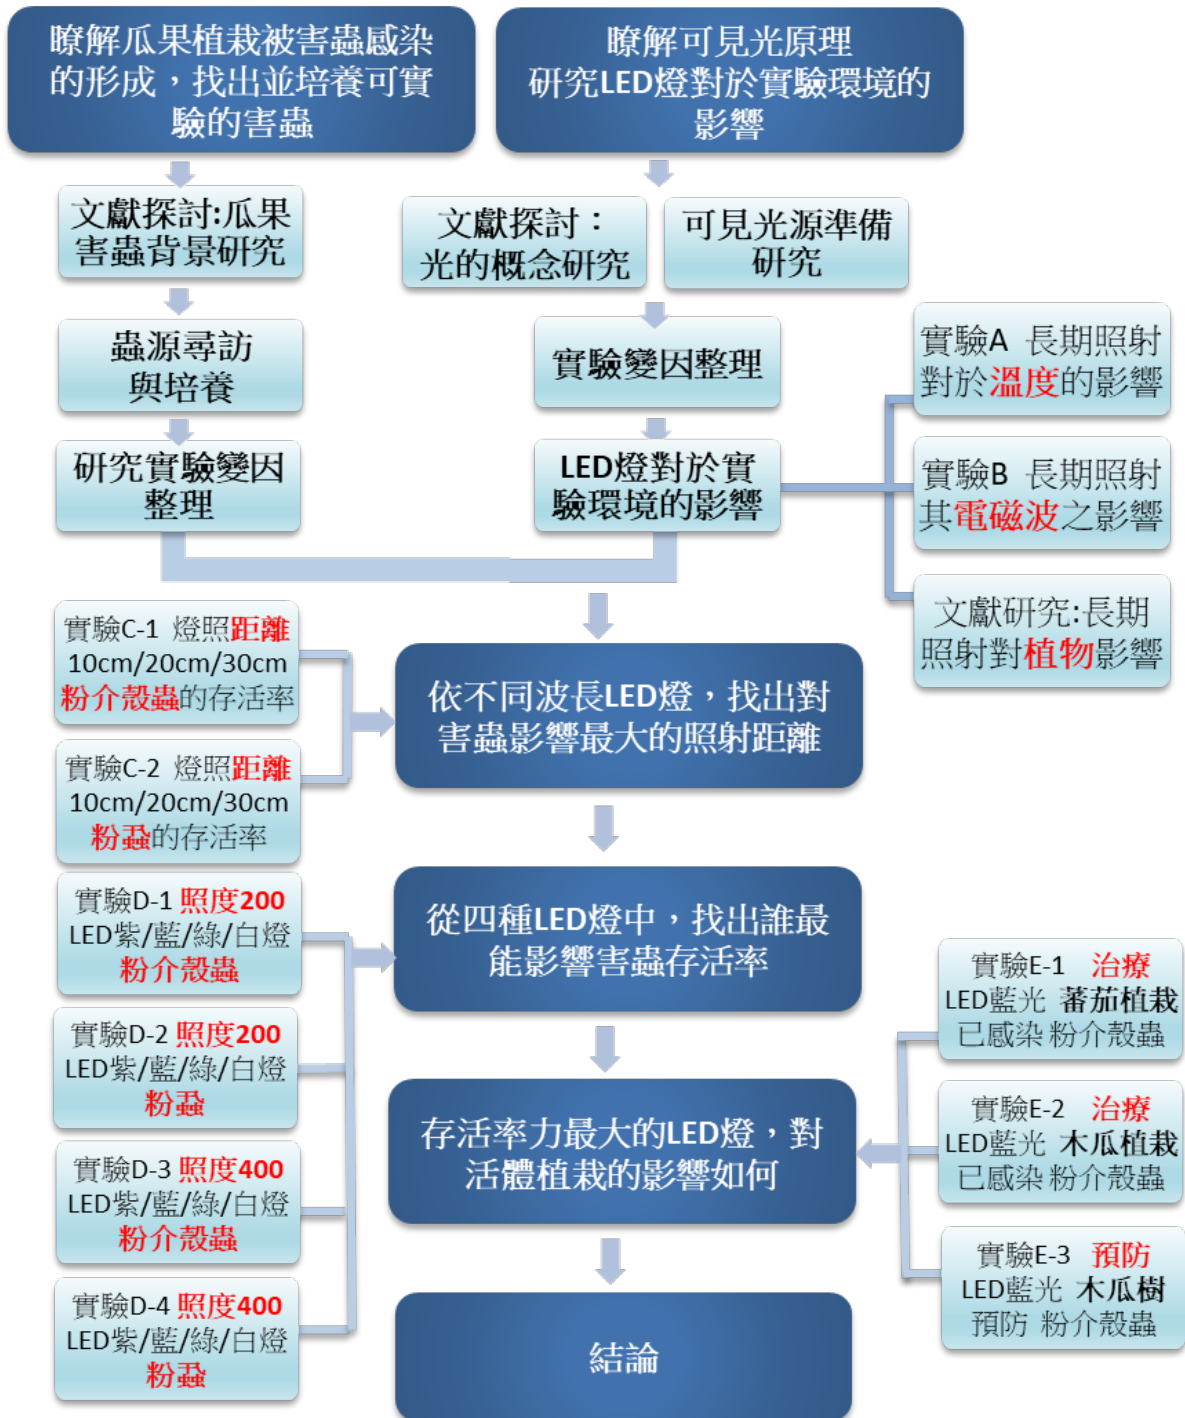 瞭解瓜果植栽被害蟲感染
的形成，找出並培養可實
驗的害蟲
瞭解可見光原理
研究LED燈對於實驗環境的
影響
文獻探討:瓜果
害蟲背景研究
文獻探討：
光的概念研究
可見光源準備
研究
蟲源尋訪
與培養
實驗變因整理
研究實驗變因
整理
LED燈對於實
驗環境的影響
實驗A 長期照射
對於溫度的影響
實驗B 長期照射
其電磁波之影響
文獻研究:長期
照射對植物影響
實驗C-1 燈照距離
10cm/20cm/30cm
粉介殼蟲的存活率
實驗C-2 燈照距離
10cm/20cm/30cm
粉蝨的存活率
依不同波長LED燈，找出對
害蟲影響最大的照射距離
實驗D-1 照度200
LED紫/藍/綠/白燈
粉介殼蟲
實驗D-2 照度200
LED紫/藍/綠/白燈
粉蝨
實驗D-3 照度400
LED紫/藍/綠/白燈
粉介殼蟲
實驗D-4 照度400
LED紫/藍/綠/白燈
粉蝨
從四種LED燈中，找出誰最
能影響害蟲存活率
存活率力最大的LED燈，對
活體植栽的影響如何
實驗E-1 治療
LED藍光 蕃茄植栽
已感染 粉介殼蟲
實驗E-2 治療
LED藍光 木瓜植栽
已感染 粉介殼蟲
實驗E-3 預防
LED藍光 木瓜樹
預防 粉介殼蟲
結論